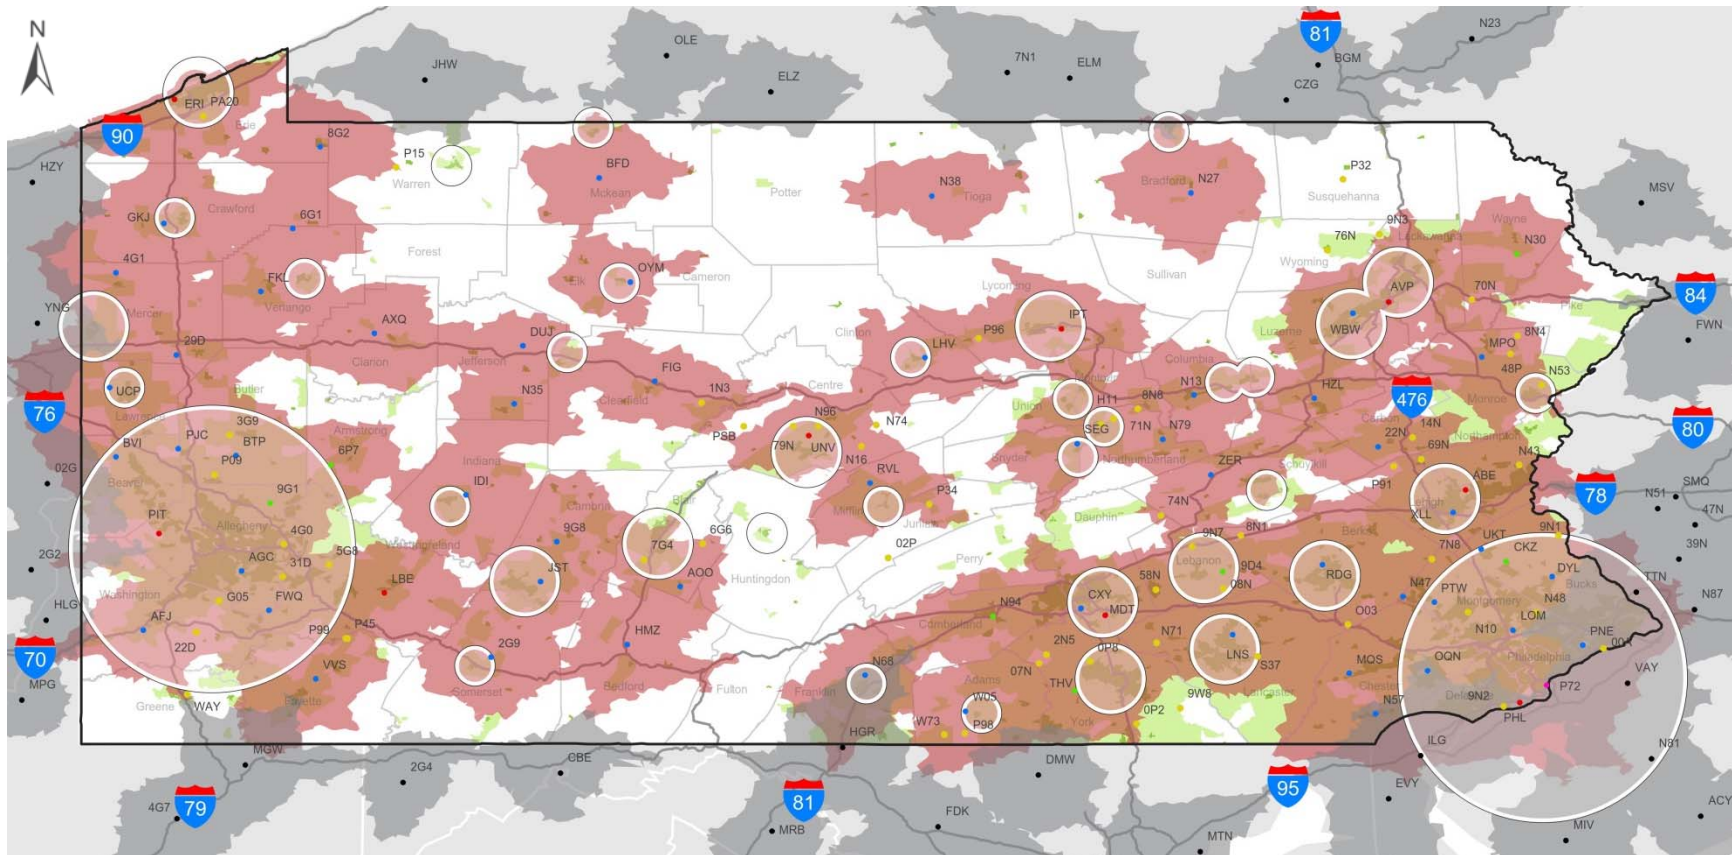 N
81
N23
OLE
7N1
ELM
BGM
JHW
ELZ
CZG
ERI
PA20
Erie
90
8G2
HZY
P15
Warren
BFD
Mckean
Potter
N38
Tioga
Bradford
N27
P32
Susquehanna
MSV
GKJ
Crawford
6G1
9N3
Lackawanna
Wayne
76N
Wyoming
N30
Forest
4G1
FKL
Venango
Elk
OYM
Cameron
Sullivan
Lycoming
AVP
70N
84
Pike
YNG
Mercer
AXQ
Clinton
IPT
P96
Luzerne
WBW
FWN
29D
DUJ
LHV
8N4
MPO
Clarion
Jefferson
Columbia
Centre
Montour
48P
N53
UCP
Butler
N35
FIG
Clearfield
1N3
N13
HZL
76
476
Monroe
Lawrence
Union
H11
8N8
3G9
Armstrong
PSB
N96
N74
71N
Carbon
14N
80
BVI
PJC
BTP
79N
UNV
SEG
N79
22N
69N
Northampton
6P7
N16
Snyder
Northumberland
N43
02G
P09
Indiana
RVL
ZER
Schuylkill
P91
ABE
Beaver
9G1
IDI
Blair
P34
74N
Lehigh
78
SMQ
N51
47N
Cambria
Mifflin
Juniata
Dauphin
XLL
PIT
Allegheny
4G0
9G8
6G6
Berks
UKT
9N1
Westmoreland
7G4
02P
Perry
9N7
8N1
7N8
CKZ
39N
2G2
AGC
31D
5G8
Huntingdon
Lebanon
9D4
RDG
DYL
Bucks
TTN
Washington
LBE
JST
AOO
58N
08N
N47
PTW
HLG
G05
FWQ
CXY
MDT
Montgomery
N48
N87
AFJ
P99
P45
N94
Cumberland
O03
LOM
22D
HMZ
N71
N10
PNE
70
2G9
2N5
0P8
LNS
S37
Philadelphia
VVS
N68
07N
MQS
OQN
VAY
MPG
Somerset
Bedford
Fulton
Franklin
Adams
THV
9W8
Lancaster
Chester
9N2
P72
Greene
WAY
Fayette
W05
York
0P2
N57
PHL
W73
P98
HGR
ILG
N81
MGW
CBE
DMW
2G4
95
EVY
4G7
79
81
FDK
ACY
MRB
MTN
MIV